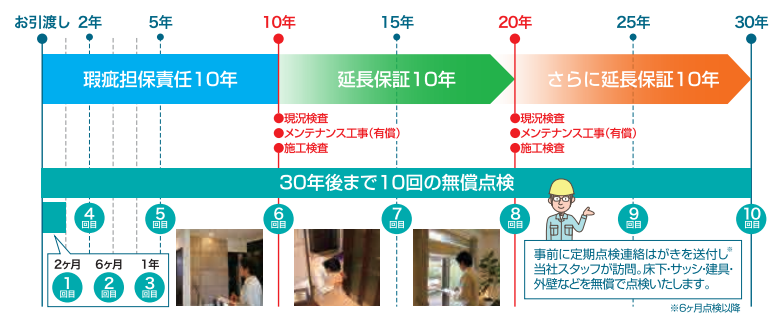 お引渡し 2年 5年 10年 15年 20年 25年 30年
瑕疵担保責任10年 延長保証10年 さらに延長保証10年
●現況検査
●メンテナンス工事(有償)
●施工検査
●現況検査
●メンテナンス工事(有償)
●施工検査
30年後まで10回の無償点検
4回目 5回目 6回目 7回目 8回目 9回目 10回目
2ヶ月 6ヶ月 1年
1回目 2回目 3回目
事前に定期点検連絡はがきを送付し※
当社スタッフが訪問。床下・サッシ・建具・
外壁などを無償で点検いたします。
※6ヶ月点検以降